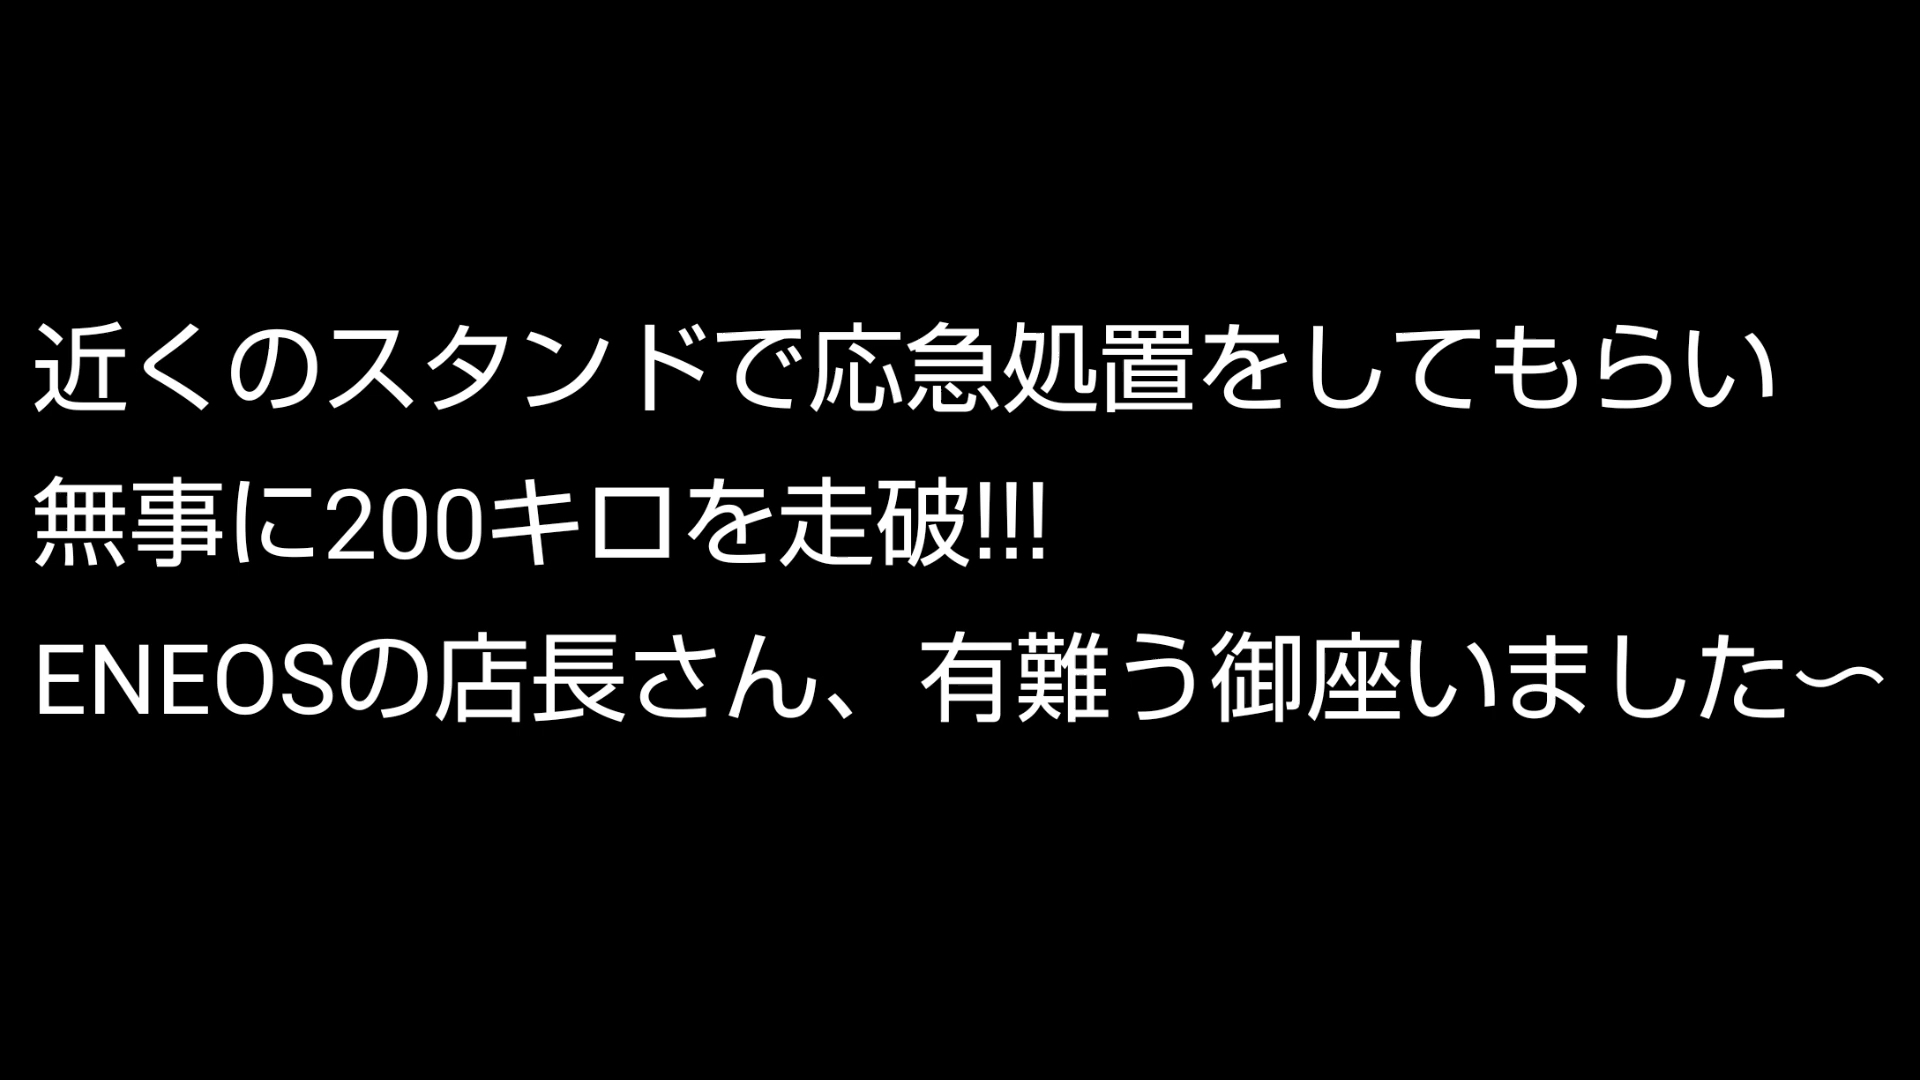 近くのスタンドで応急処置をしてもらい
無事に200キロを走破!!!
ENEOSの店長さん、有難う御座いました〜